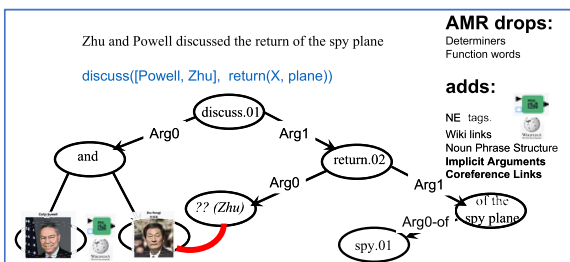 Zhu and Powell discussed the return of the spy plane
discuss([Powell, Zhu], return(X, plane))
AMR drops:
Determiners
Function words
adds:
NE tags.
Wiki links
Noun Phrase Structure
Implicit Arguments
Coreference Links
discuss.01
Arg0
Arg1
and
return.02
Arg0
Arg1
?? (Zhu)
of the
spy plane
Arg0-of
spy.01